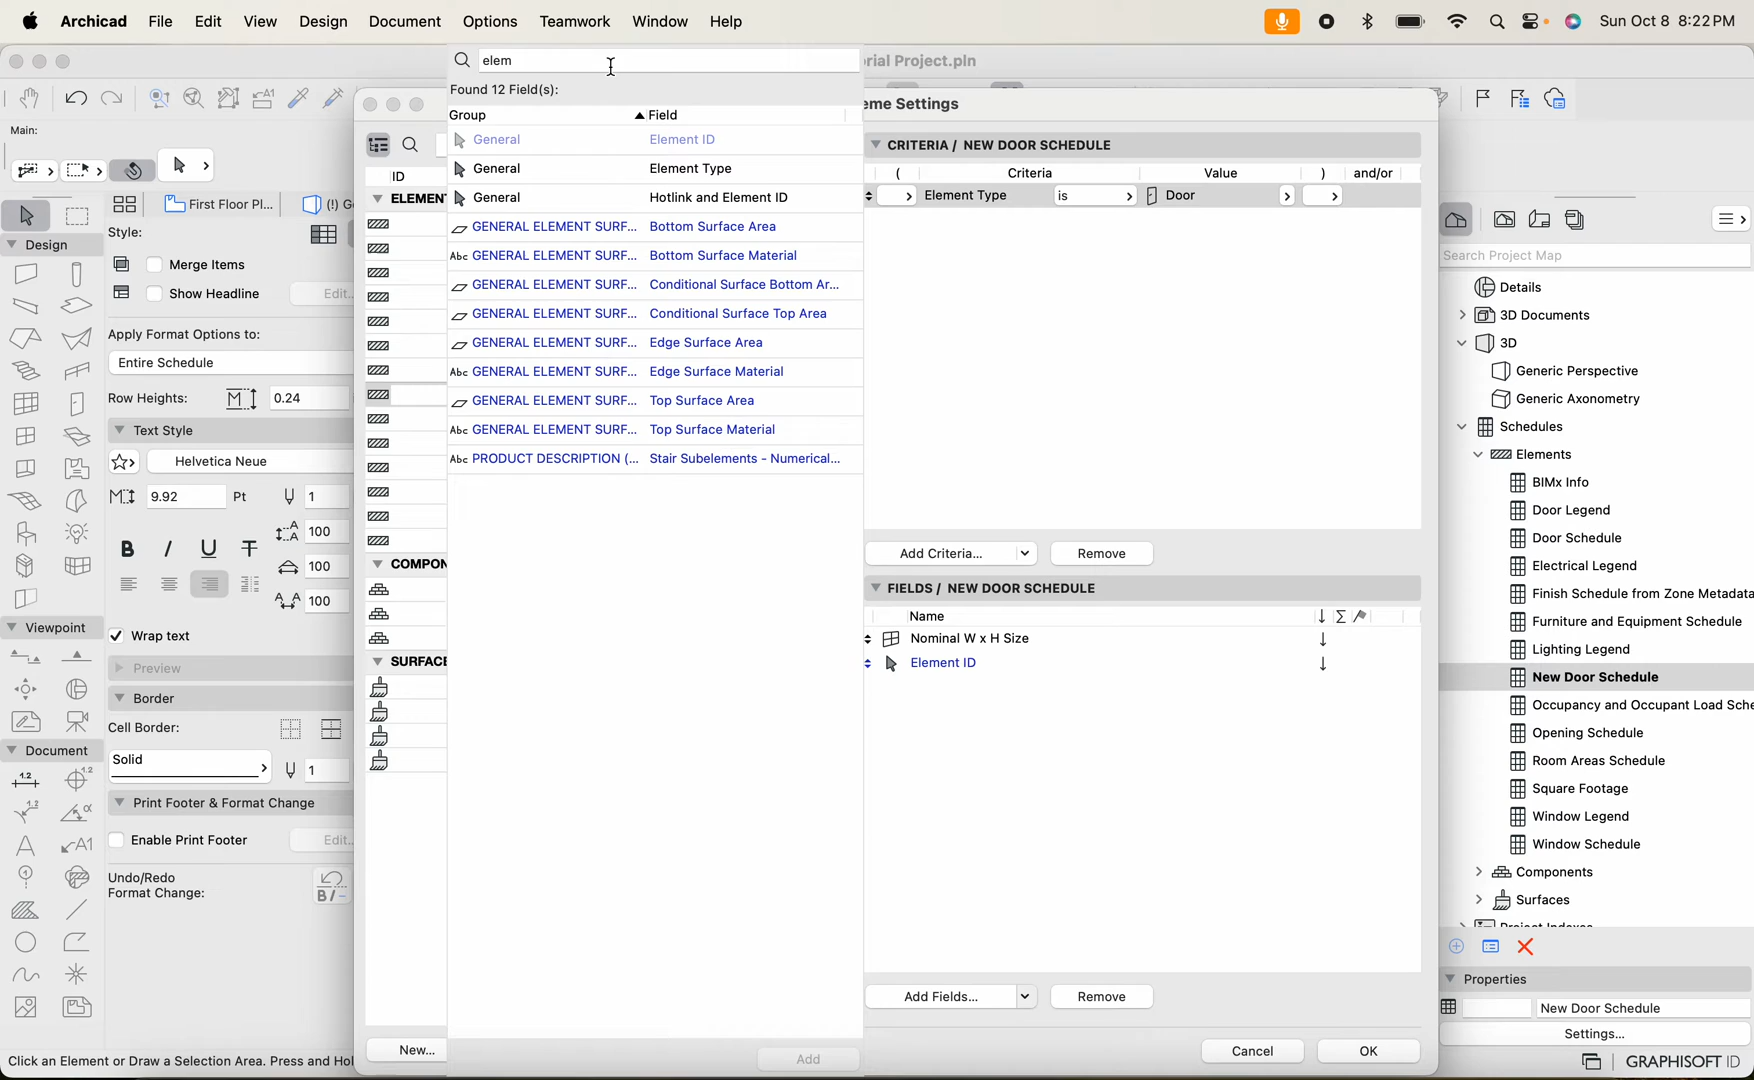 Archicad File Edit View Design Document Options Teamwork Window Help Sun Oct 8 8:22 PM
elem
rial Project.pln
Found 12 Field(s):
Group Field
General Element ID
General Element Type
General Hotlink and Element ID
GENERAL ELEMENT SURF... Bottom Surface Area
GENERAL ELEMENT SURF... Bottom Surface Material
GENERAL ELEMENT SURF... Conditional Surface Bottom Ar...
GENERAL ELEMENT SURF... Conditional Surface Top Area
GENERAL ELEMENT SURF... Edge Surface Area
Abc GENERAL ELEMENT SURF... Edge Surface Material
GENERAL ELEMENT SURF... Top Surface Area
Abc GENERAL ELEMENT SURF... Top Surface Material
Abc PRODUCT DESCRIPTION (... Stair Subelements - Numerical...
Add
Main:
First Floor Pl...
(!) G
Design
Viewpoint
Document
Style:
Merge Items
Show Headline
Edit..
Apply Format Options to:
Entire Schedule
Row Heights: 0.24
Text Style
Helvetica Neue
9.92 Pt 1
100
B I U T
100
100
Wrap text
Preview
Border
Cell Border:
Solid 1
Print Footer & Format Change
Enable Print Footer Edit..
Undo/Redo
Format Change:
Click an Element or Draw a Selection Area. Press and Hol
ID
ELEMEN
COMPON
SURFACE
New...
eme Settings
CRITERIA / NEW DOOR SCHEDULE
( Criteria Value ) and/or
Element Type is Door
Add Criteria... Remove
FIELDS / NEW DOOR SCHEDULE
Name
Nominal W x H Size
Element ID
Add Fields... Remove
Cancel OK
Search Project Map
Details
3D Documents
3D
Generic Perspective
Generic Axonometry
Schedules
Elements
BIMx Info
Door Legend
Door Schedule
Electrical Legend
Finish Schedule from Zone Metadata
Furniture and Equipment Schedule
Lighting Legend
New Door Schedule
Occupancy and Occupant Load Sche
Opening Schedule
Room Areas Schedule
Square Footage
Window Legend
Window Schedule
Components
Surfaces
Properties
New Door Schedule
Settings...
GRAPHISOFT ID